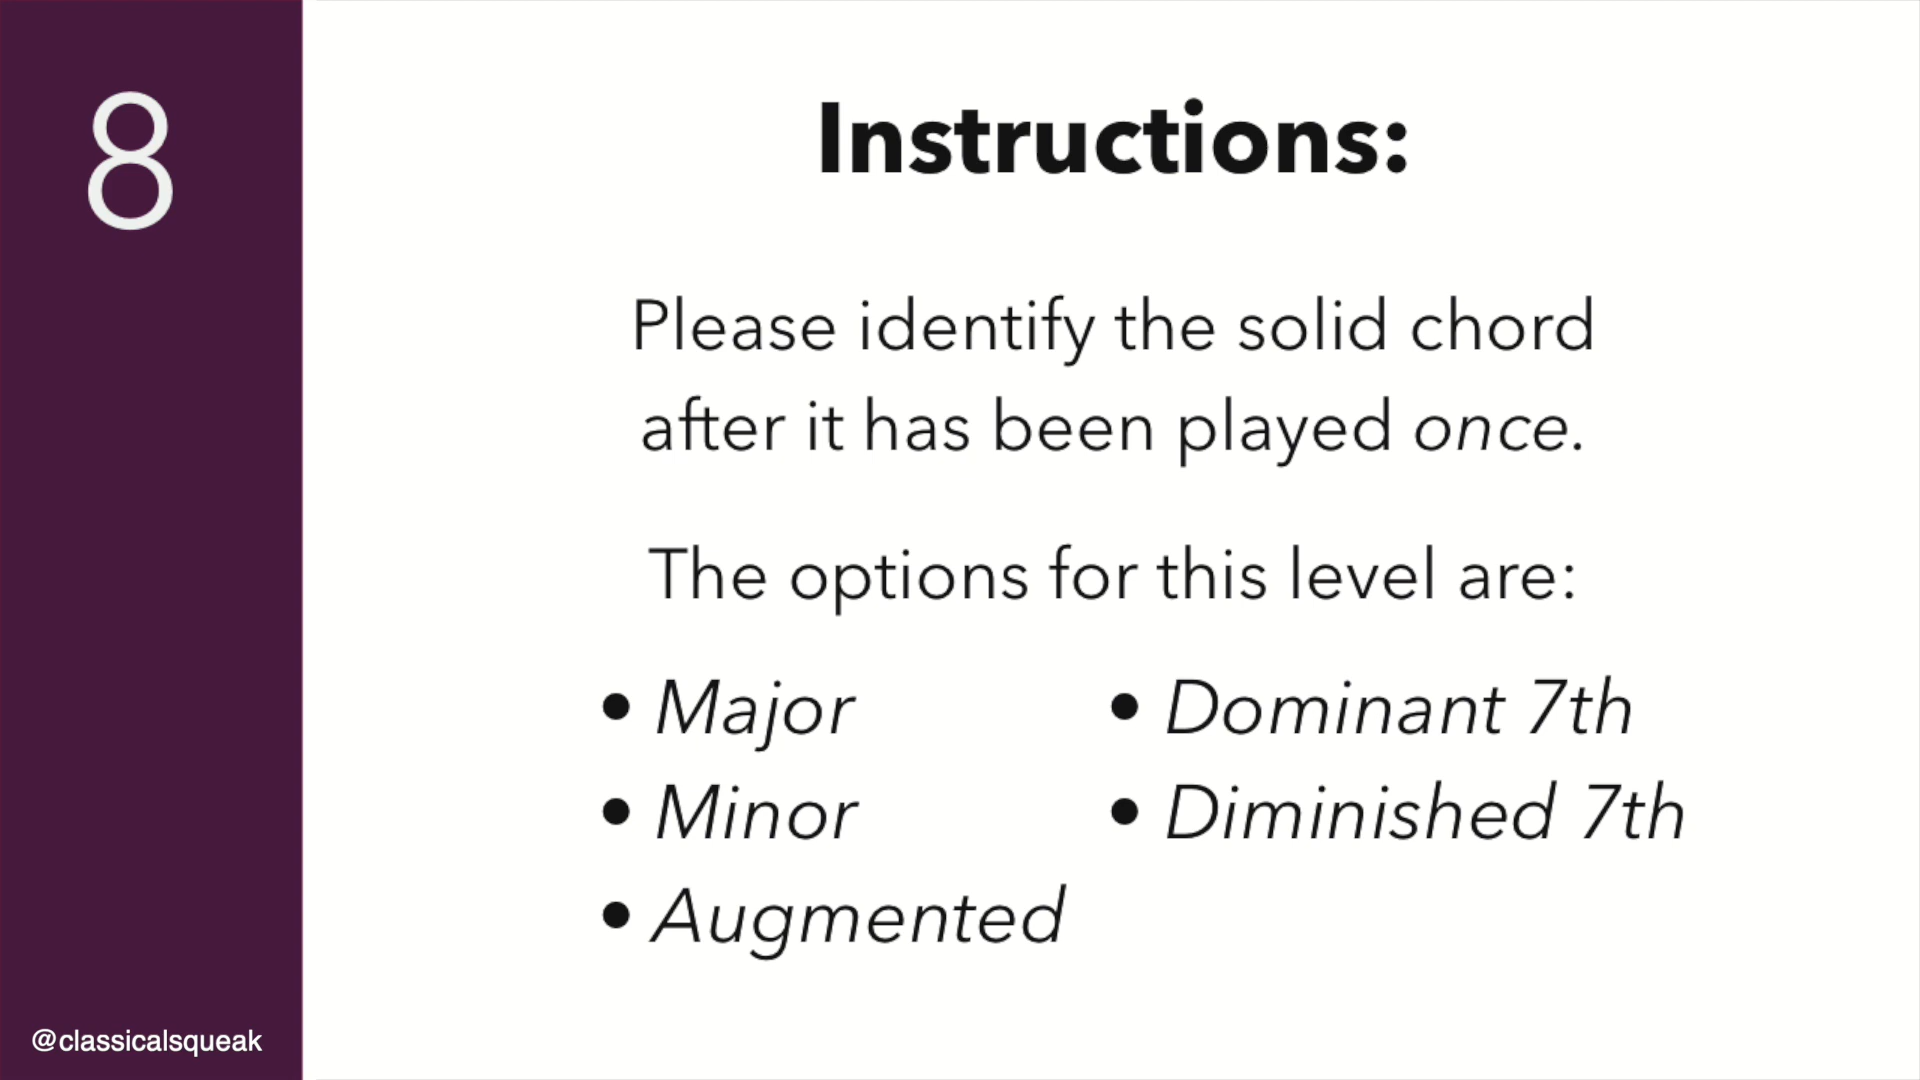 8
Instructions:
Please identify the solid chord
after it has been played once.
The options for this level are:
• Major
• Minor
• Augmented
• Dominant 7th
• Diminished 7th
@classicalsqueak